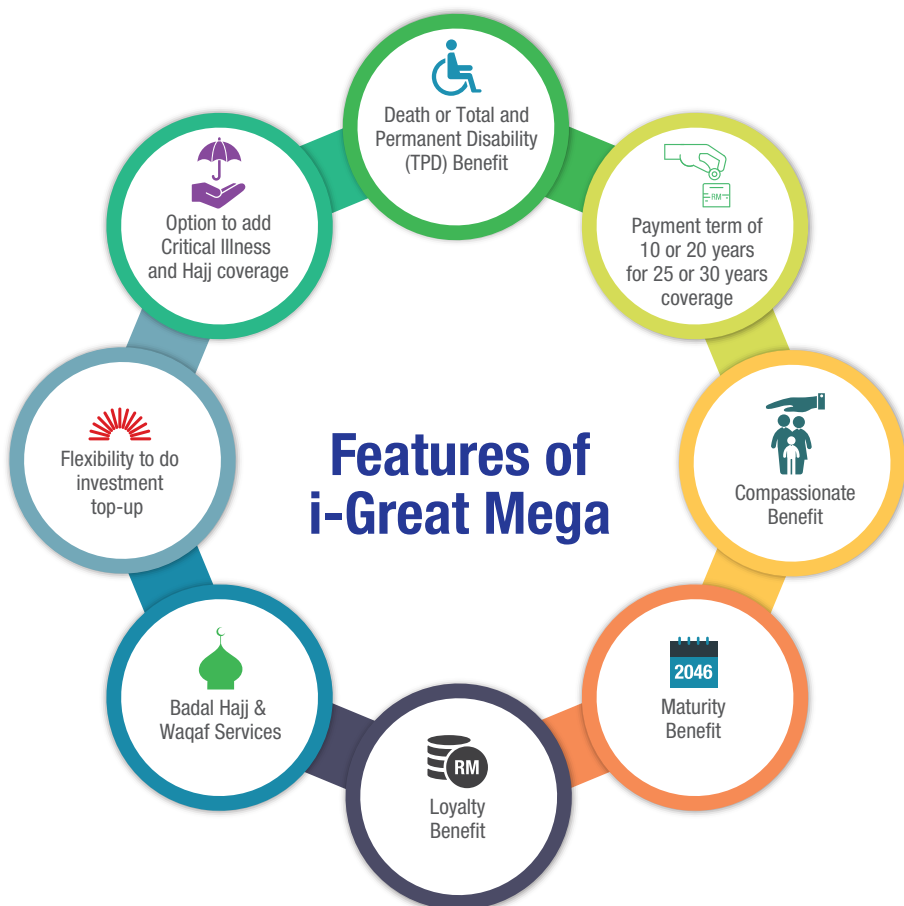 Death or Total and
Permanent Disability
(TPD) Benefit
Option to add
Critical Illness
and Hajj coverage
RM
Payment term of
10 or 20 years
for 25 or 30 years
coverage
Flexibility to do
investment
top-up
Features of
i-Great Mega
Compassionate
Benefit
Badal Hajj &
Waqaf Services
2046
Maturity
Benefit
RM
Loyalty
Benefit